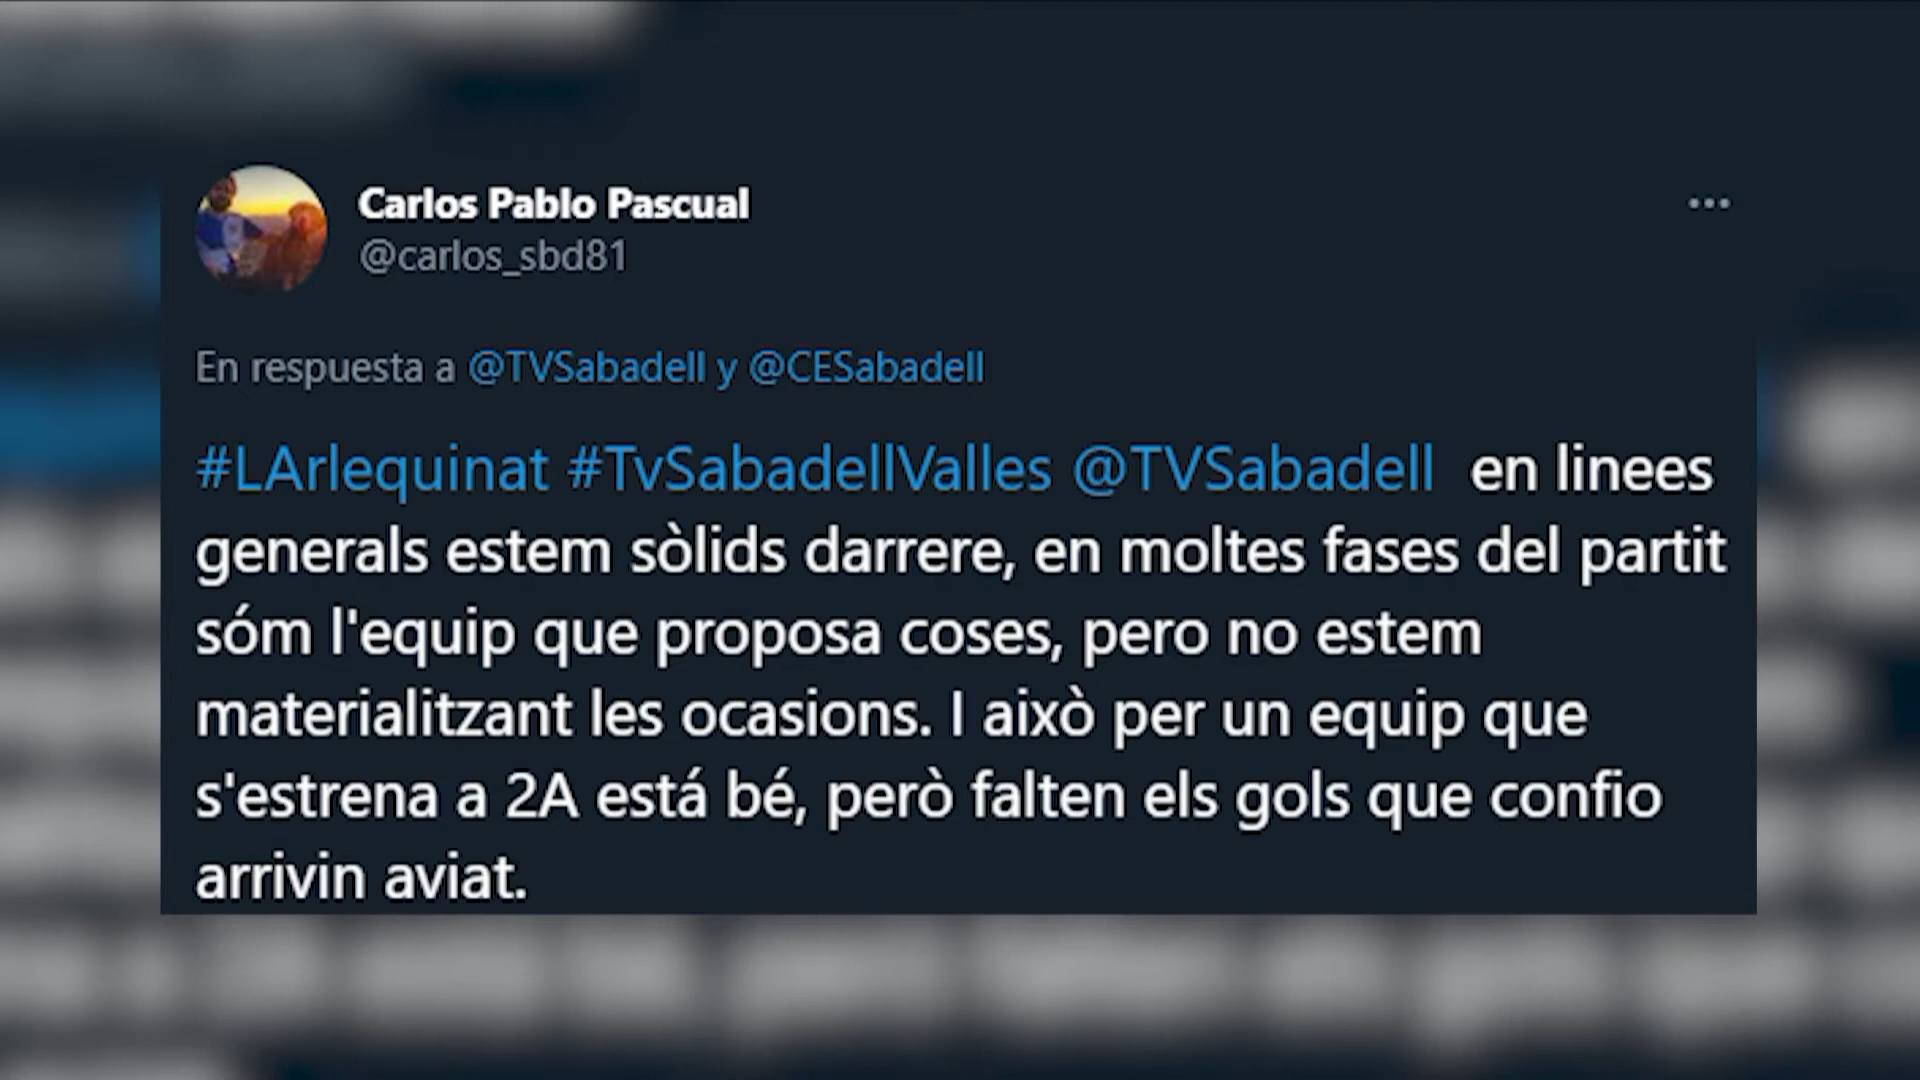 Carlos Pablo Pascual
@carlos_sbd81
En respuesta a @TVSabadell y @CESabadell
#LArlequinat #TvSabadellValles @TVSabadell en linees
generals estem sòlids darrere, en moltes fases del partit
sóm l'equip que proposa coses, pero no estem
materialitzant les ocasions. I això per un equip que
s'estrena a 2A está bé, però falten els gols que confio
arrivin aviat.